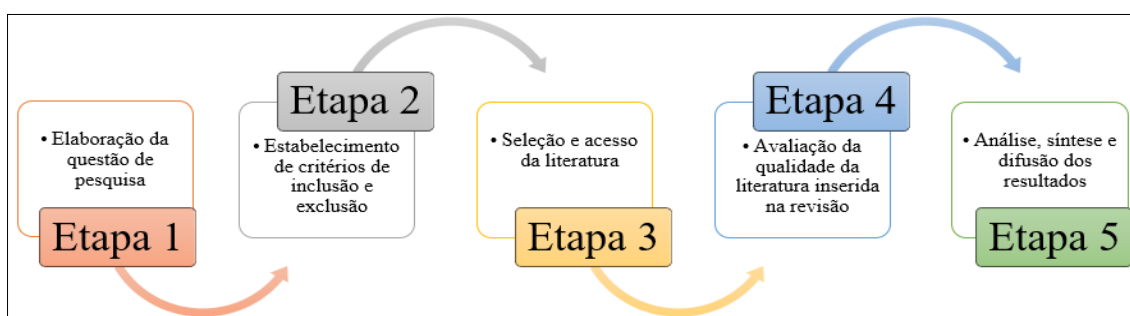 • Elaboração da
questão de
pesquisa
Etapa 1
Etapa 2
• Estabelecimento
de critérios de
inclusão e
exclusão
• Seleção e acesso
da literatura
Etapa 3
Etapa 4
• Avaliação da
qualidade da
literatura inserida
na revisão
• Análise, síntese e
difusão dos
resultados
Etapa 5